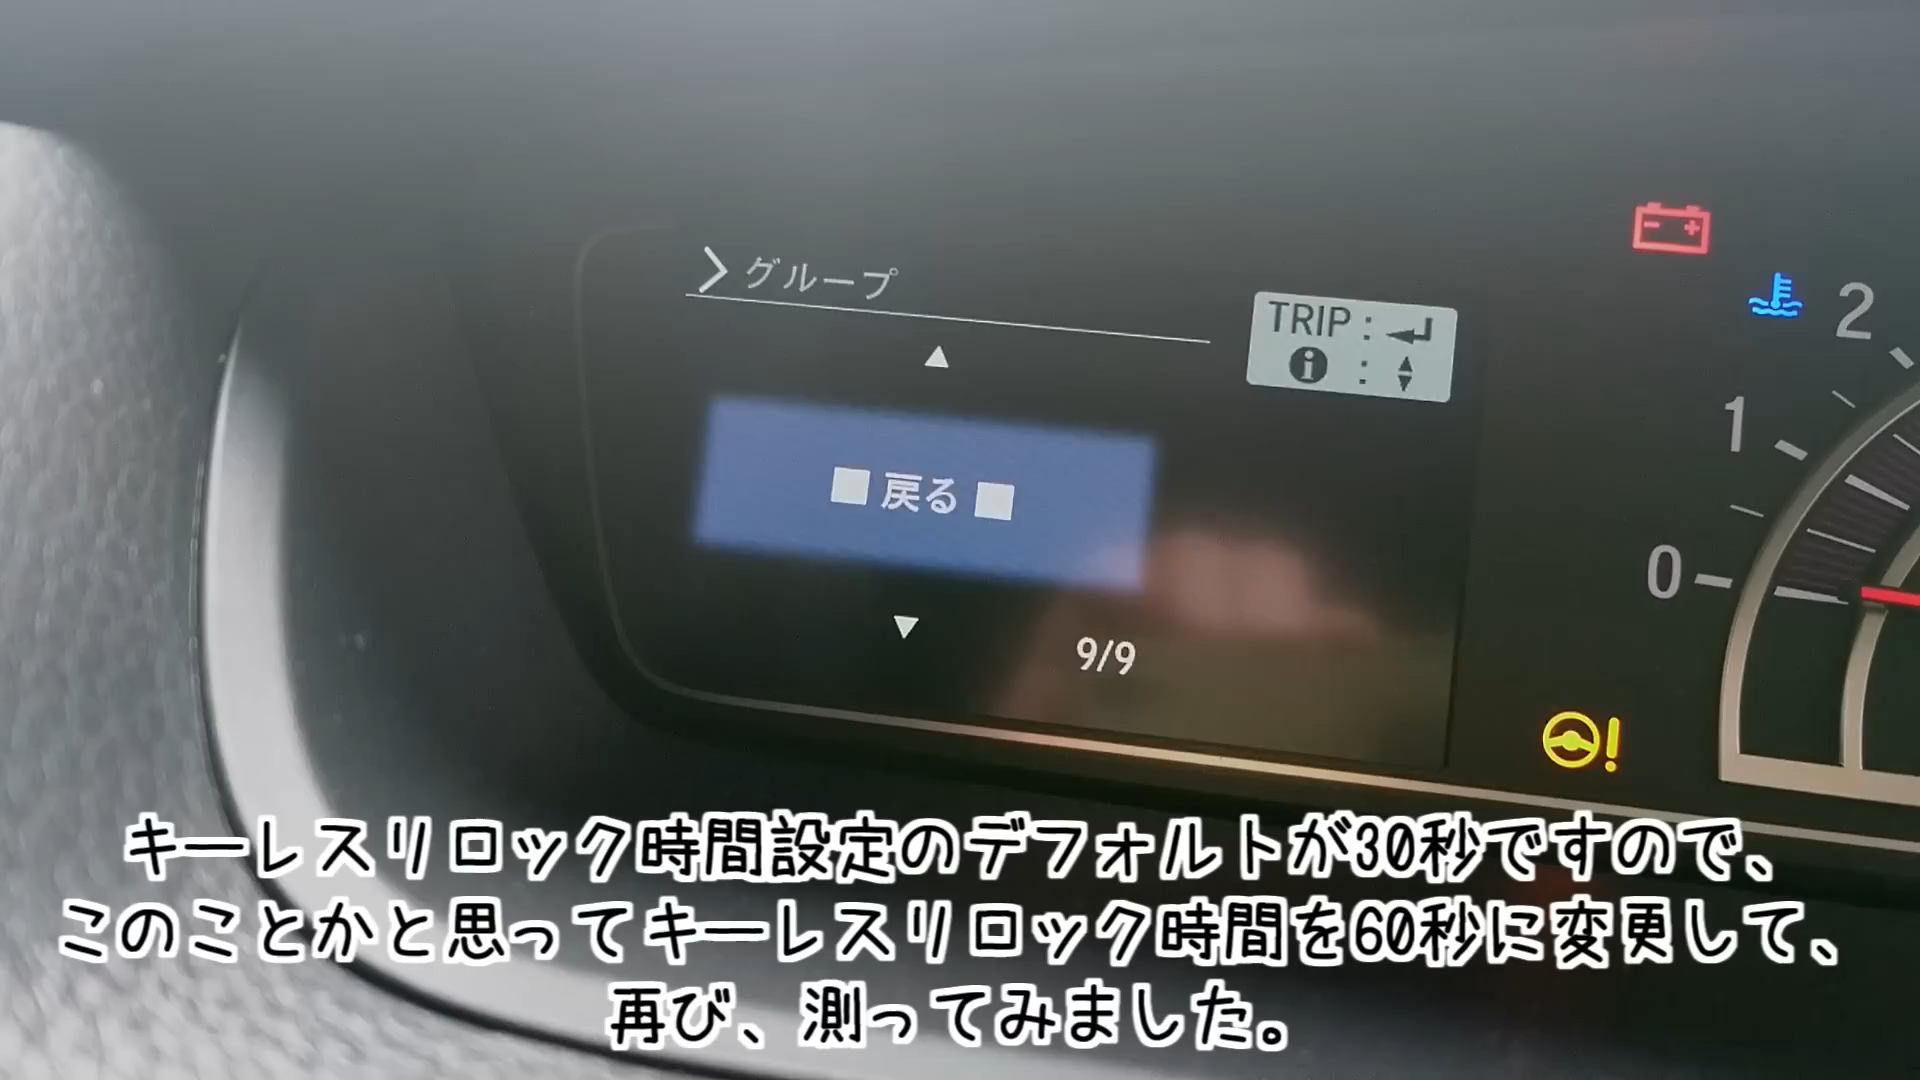 グループ
TRIP :
i :
■戻る■
9/9
2
1
0
キーレスリロック時間設定のデフォルトが30秒ですので、
このことかと思ってキーレスリロック時間を60秒に変更して、
再び、測ってみました。